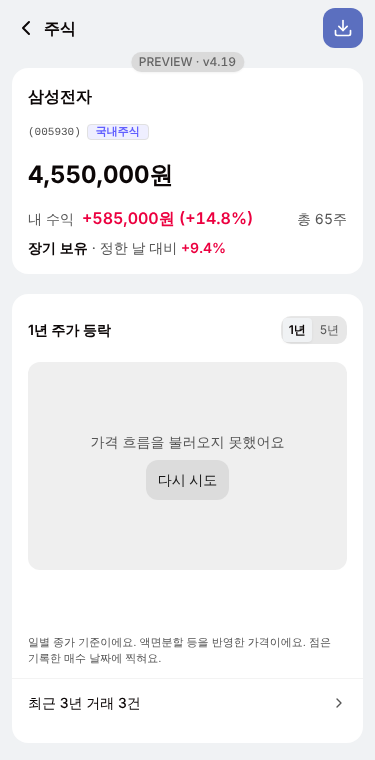 주식
PREVIEW · v4.19
삼성전자
(005930) 국내주식
4,550,000원
내 수익 +585,000원 (+14.8%) 총 65주
장기 보유 · 정한 날 대비 +9.4%
1년 주가 등락 1년 5년
가격 흐름을 불러오지 못했어요
다시 시도
일별 종가 기준이에요. 액면분할 등을 반영한 가격이에요. 점은
기록한 매수 날짜에 찍혀요.
최근 3년 거래 3건